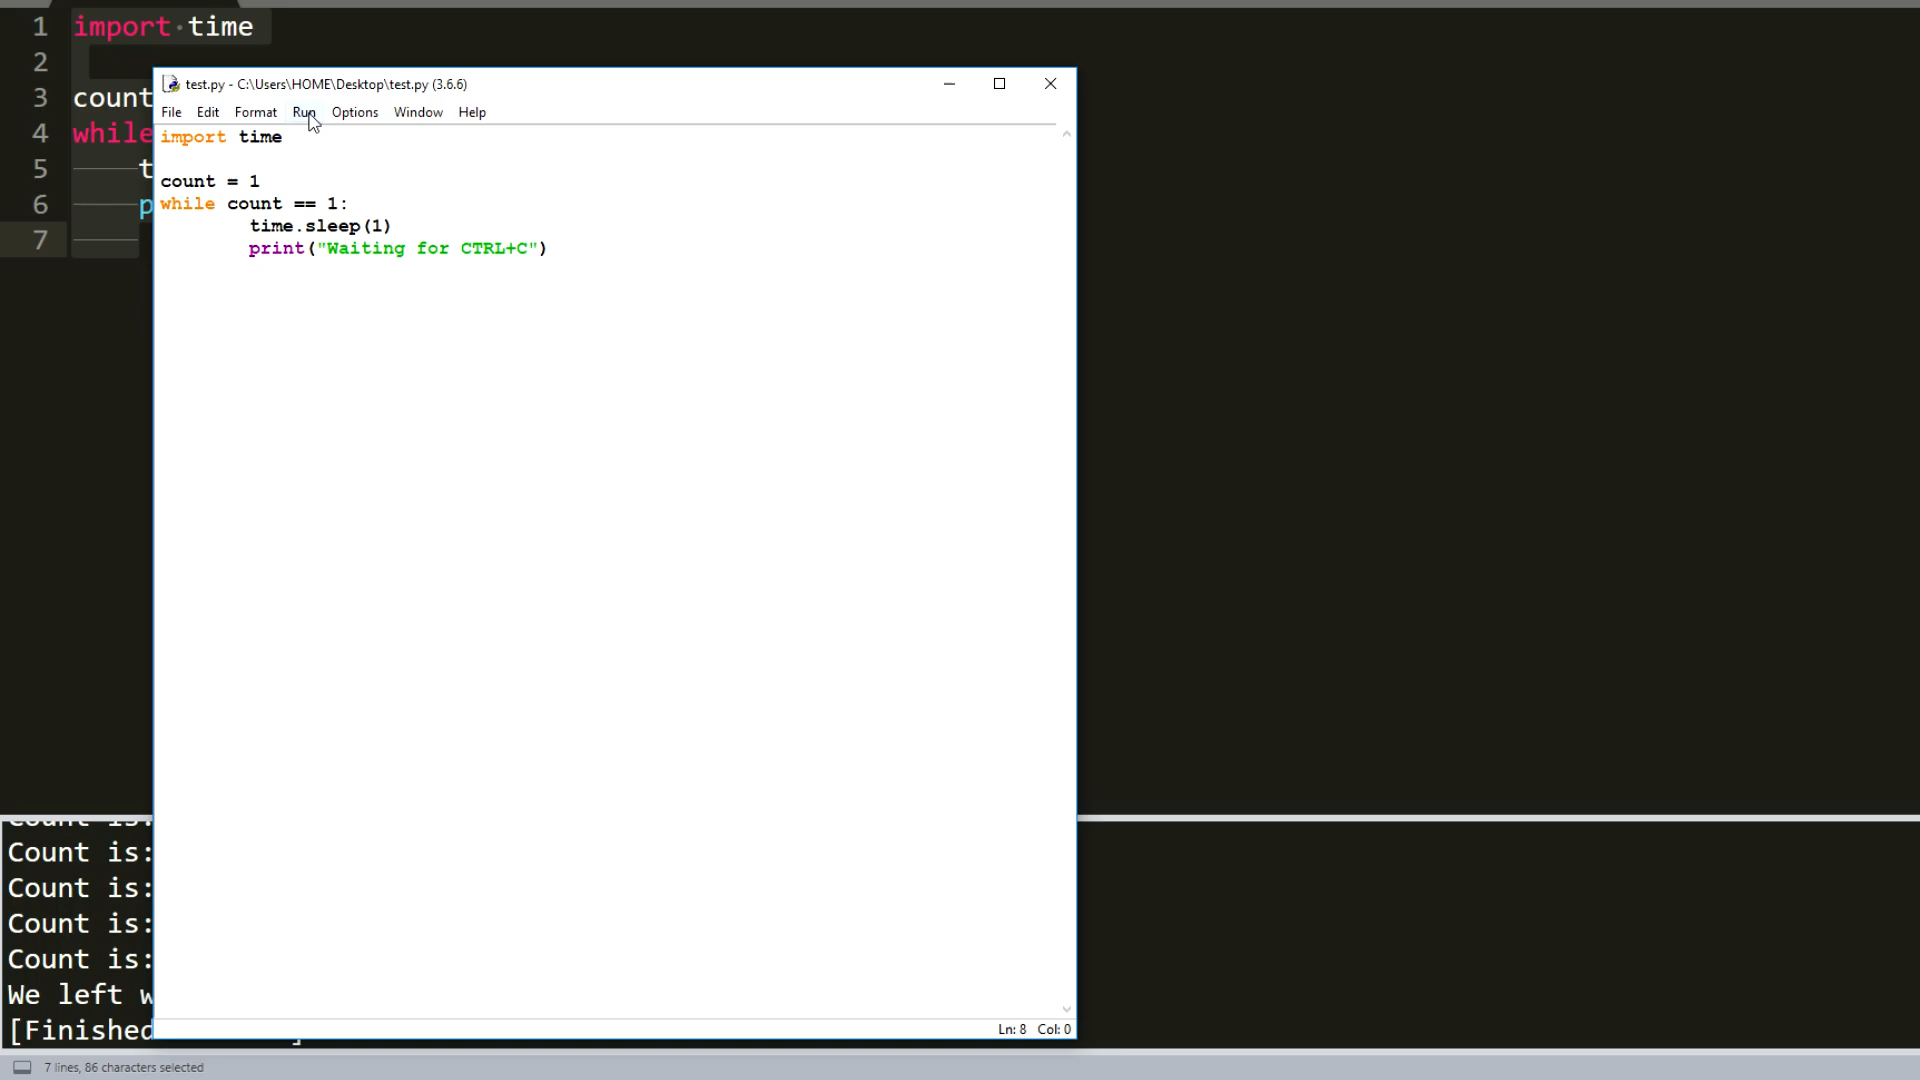 1 import time
2
3 count
4 while
5 t
6 p
7
test.py - C:\Users\HOME\Desktop\test.py (3.6.6)
File Edit Format Run Options Window Help
import time
count = 1
while count == 1:
time.sleep(1)
print("Waiting for CTRL+C")
Count is:
Count is:
Count is:
Count is:
Count is:
We left w
[Finished ]
Ln: 8 Col: 0
7 lines, 86 characters selected